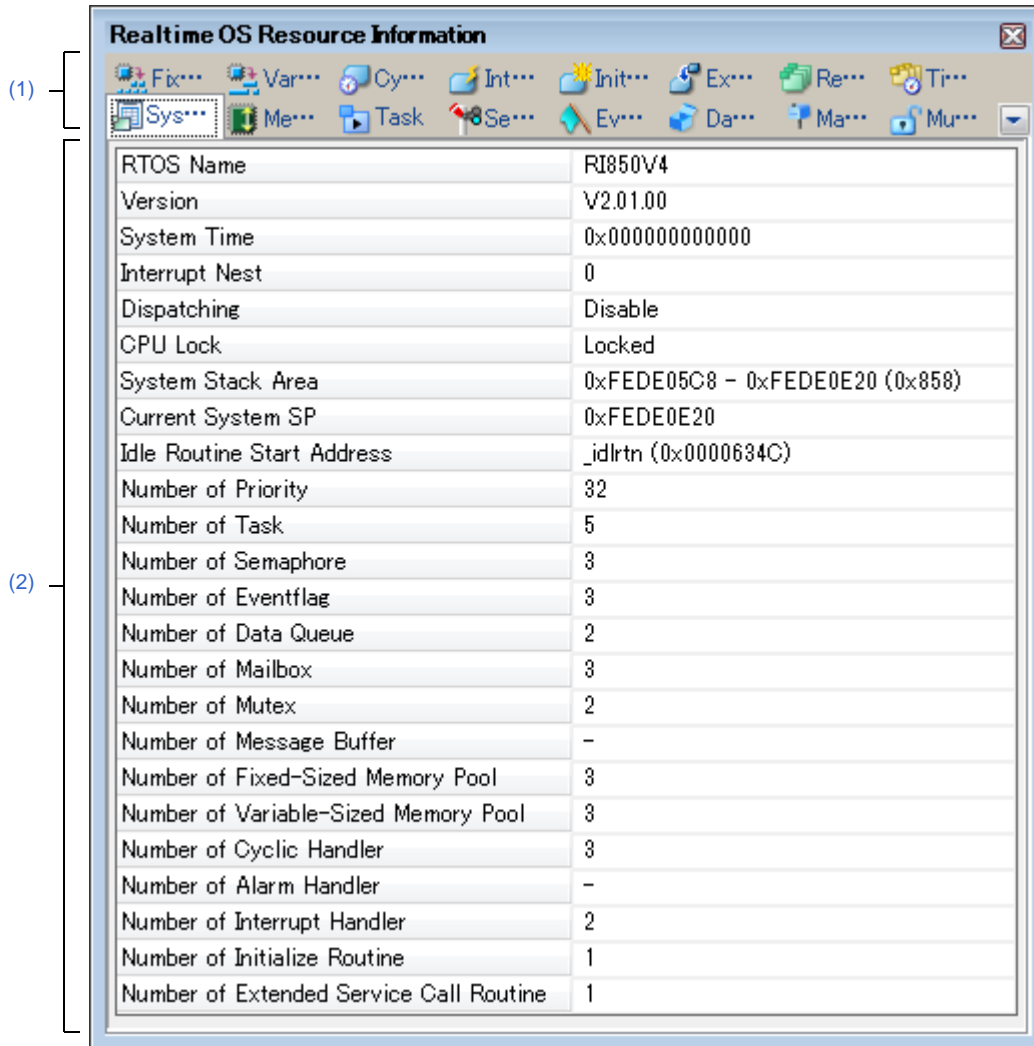 Realtime OS Resource Information
(1)
Fix... Var... Cy... Int... Init... Ex... Re... Ti...
Sys... Me... Task Se... Ev... Da... Ma... Mu...
(2)
RTOS Name RI850V4
Version V2.01.00
System Time 0x000000000000
Interrupt Nest 0
Dispatching Disable
CPU Lock Locked
System Stack Area 0xFEDE05C8 - 0xFEDE0E20 (0x858)
Current System SP 0xFEDE0E20
Idle Routine Start Address _idlrtn (0x0000634C)
Number of Priority 32
Number of Task 5
Number of Semaphore 3
Number of Eventflag 3
Number of Data Queue 2
Number of Mailbox 3
Number of Mutex 2
Number of Message Buffer -
Number of Fixed-Sized Memory Pool 3
Number of Variable-Sized Memory Pool 3
Number of Cyclic Handler 3
Number of Alarm Handler -
Number of Interrupt Handler 2
Number of Initialize Routine 1
Number of Extended Service Call Routine 1